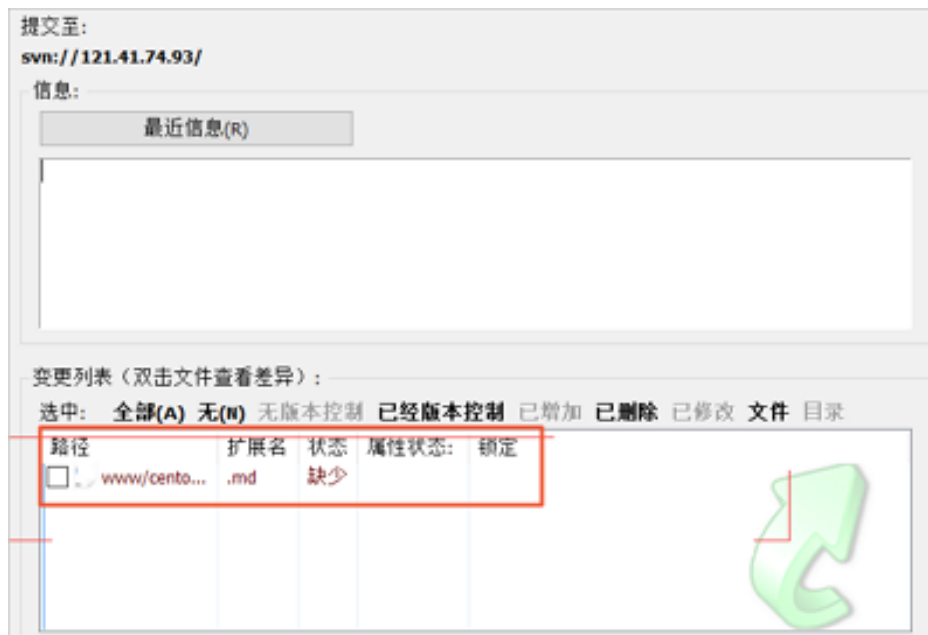 提交至:
svn://121.41.74.93/
信息:
最近信息(R)
变更列表（双击文件查看差异）:
选中: 全部(A) 无(N) 无版本控制 已经版本控制 已增加 已删除 已修改 文件 目录
路径 扩展名 状态 属性状态: 锁定
www/cento... .md 缺少